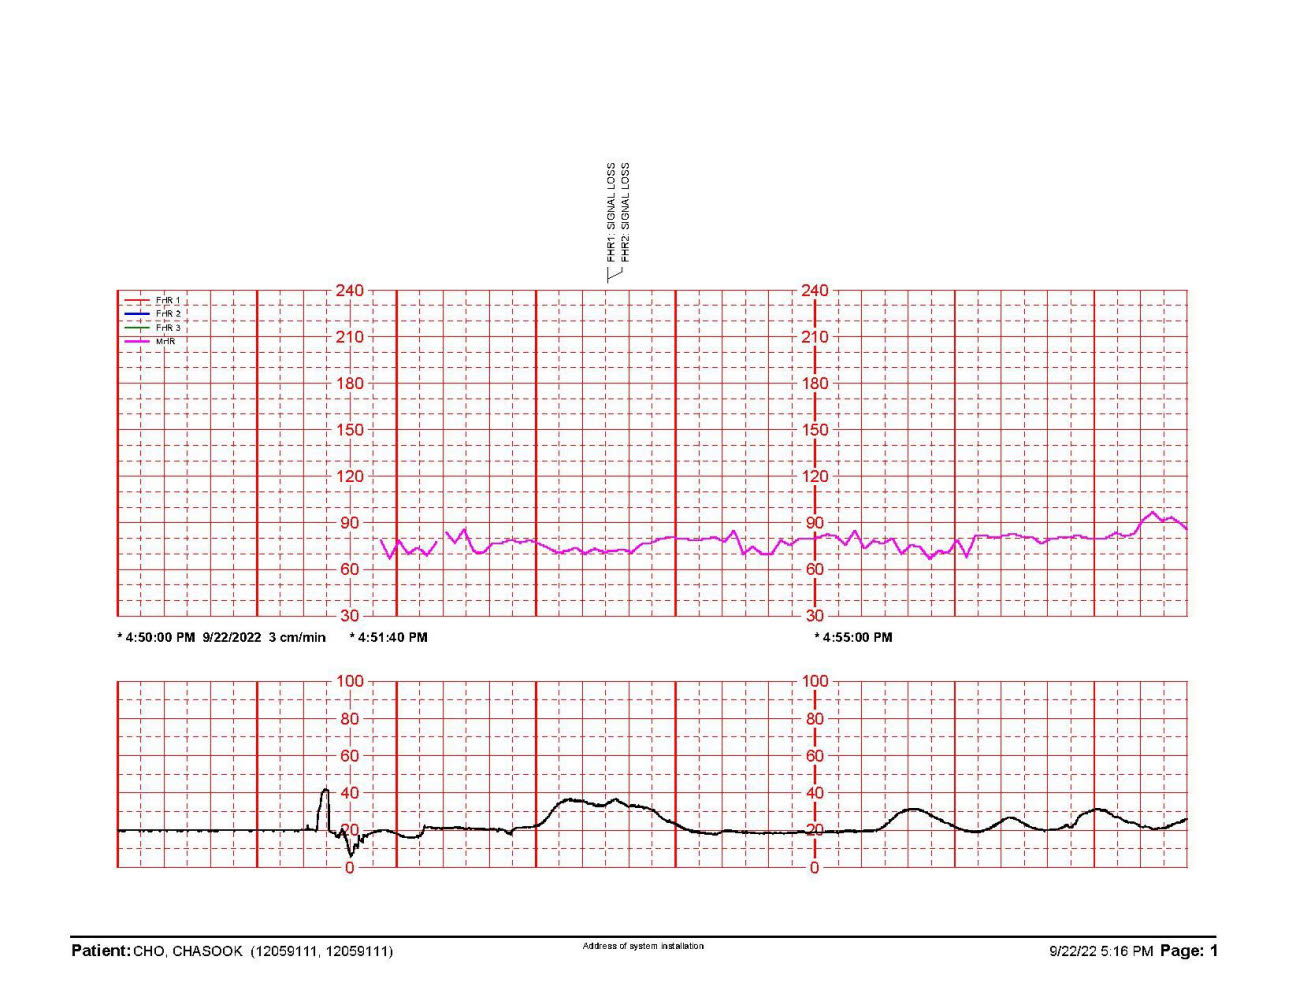 FHR1: SIGNAL LOSS
FHR2: SIGNAL LOSS
FHR 1
FHR 2
FHR 3
MHR
240 240
210 210
180 180
150 150
120 120
90 90
60 60
30 30
* 4:50:00 PM 9/22/2022 3 cm/min * 4:51:40 PM * 4:55:00 PM
100 100
80 80
60 60
40 40
20 20
0 0
Patient: CHO, CHASOOK (12059111, 12059111) Address of system installation 9/22/22 5:16 PM Page: 1